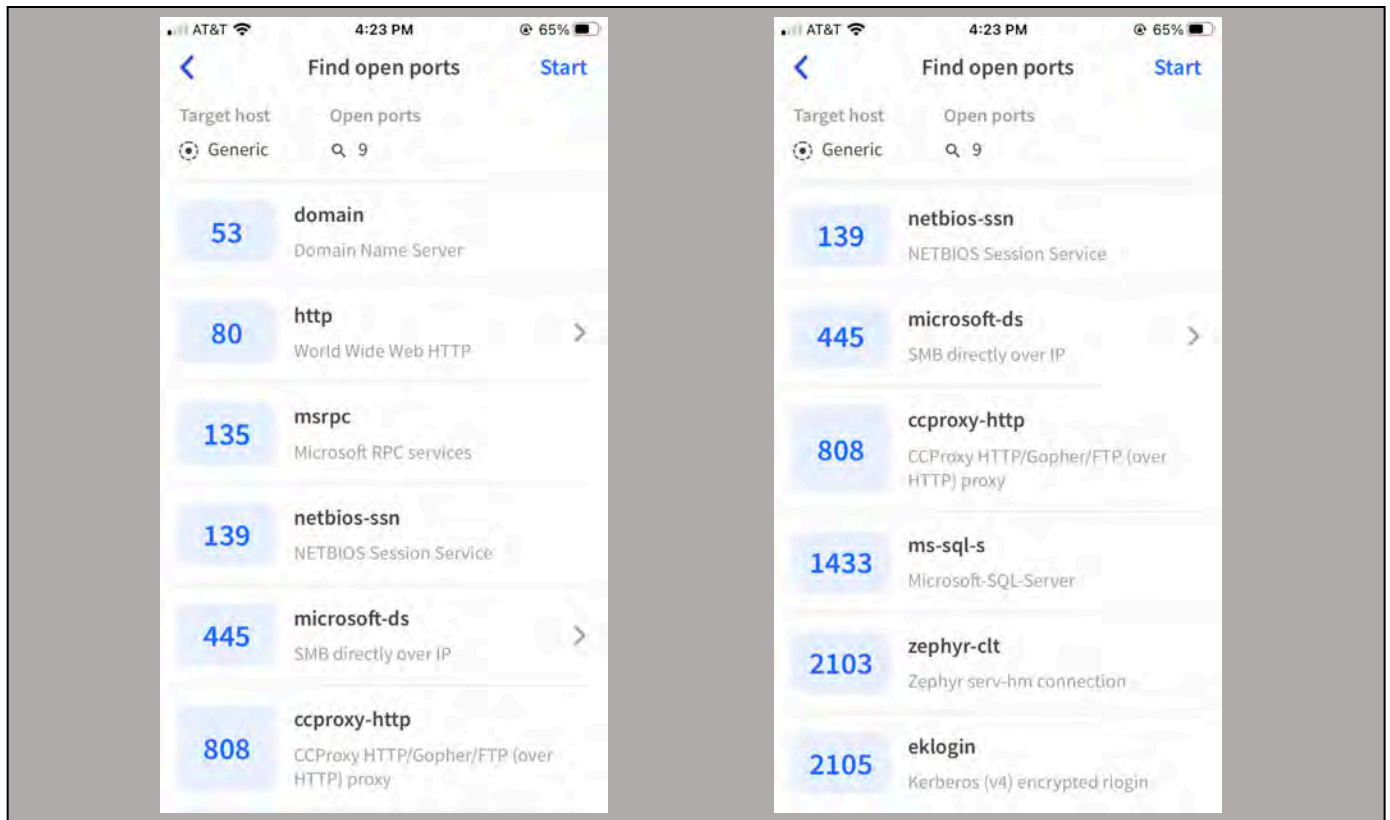 AT&T 4:23 PM 65%
Find open ports Start
Target host Open ports
Generic 9
53 domain
Domain Name Server
80 http
World Wide Web HTTP
135 msrpc
Microsoft RPC services
139 netbios-ssn
NETBIOS Session Service
445 microsoft-ds
SMB directly over IP
808 ccproxy-http
CCProxy HTTP/Gopher/FTP (over
HTTP) proxy
AT&T 4:23 PM 65%
Find open ports Start
Target host Open ports
Generic 9
139 netbios-ssn
NETBIOS Session Service
445 microsoft-ds
SMB directly over IP
808 ccproxy-http
CCProxy HTTP/Gopher/FTP (over
HTTP) proxy
1433 ms-sql-s
Microsoft-SQL-Server
2103 zephyr-clt
Zephyr serv-hm connection
2105 eklogin
Kerberos (v4) encrypted rlogin